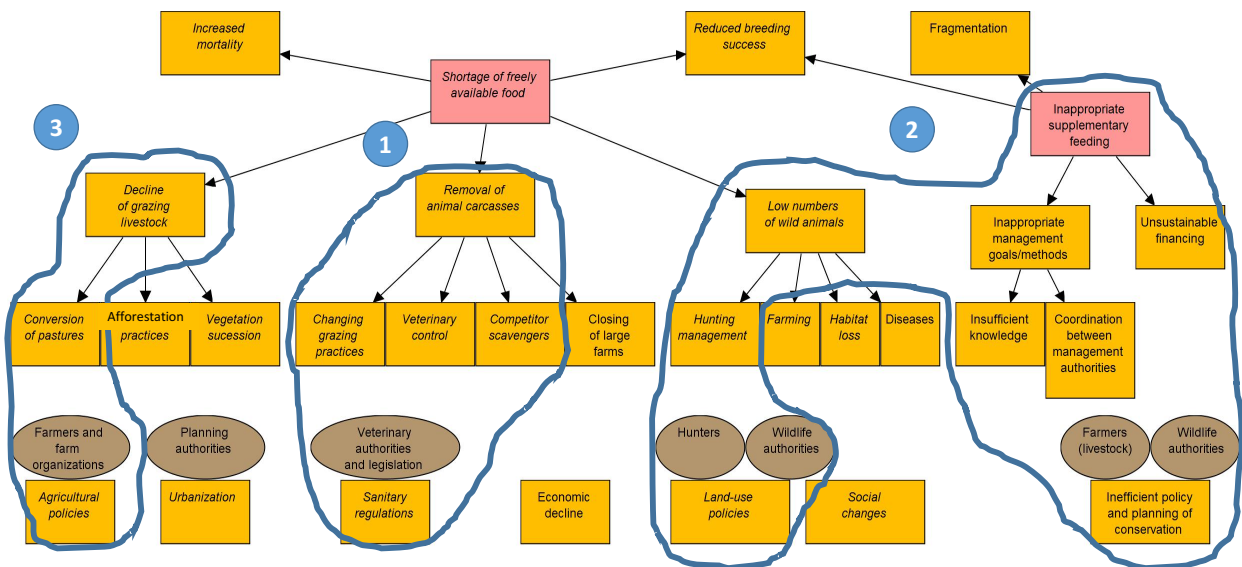 Increased
mortality
Reduced breeding
success
Fragmentation
Shortage of freely
available food
Inappropriate
supplementary
feeding
3
1
2
Decline
of grazing
livestock
Removal of
animal carcasses
Low numbers
of wild animals
Inappropriate
management
goals/methods
Unsustainable
financing
Conversion
of pastures
Afforestation
practices
Vegetation
sucession
Changing
grazing
practices
Veterinary
control
Competitor
scavengers
Closing
of large
farms
Hunting
management
Farming
Habitat
loss
Diseases
Insufficient
knowledge
Coordination
between
management
authorities
Farmers and
farm
organizations
Planning
authorities
Veterinary
authorities
and legislation
Hunters
Wildlife
authorities
Farmers
(livestock)
Wildlife
authorities
Agricultural
policies
Urbanization
Sanitary
regulations
Economic
decline
Land-use
policies
Social
changes
Inefficient policy
and planning of
conservation